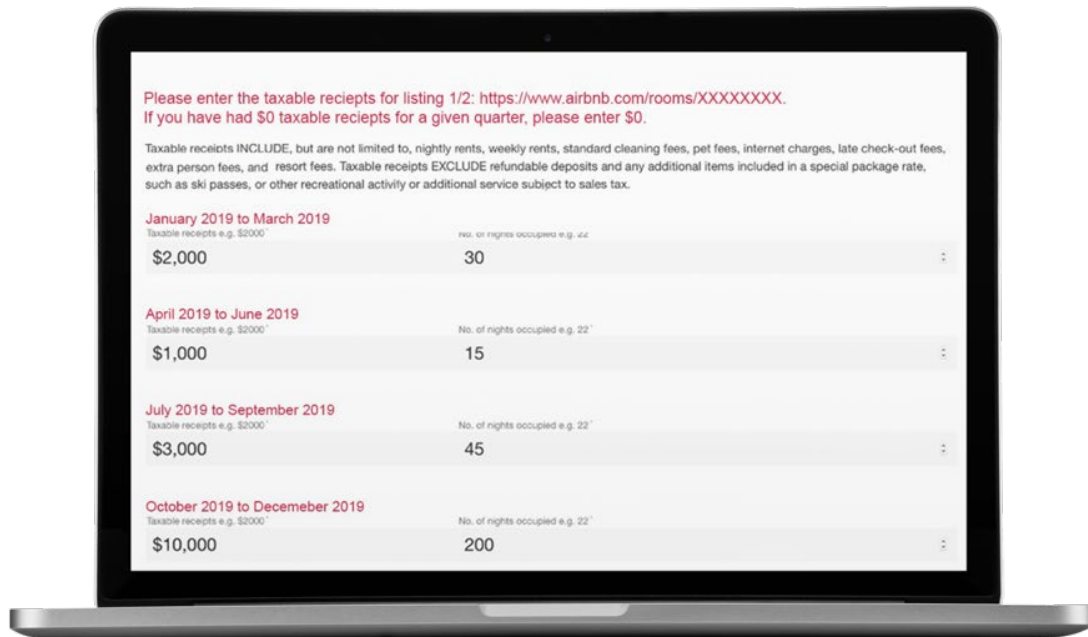 Please enter the taxable reciepts for listing 1/2: https://www.airbnb.com/rooms/XXXXXXXX.
If you have had $0 taxable reciepts for a given quarter, please enter $0.
Taxable receipts INCLUDE, but are not limited to, nightly rents, weekly rents, standard cleaning fees, pet fees, internet charges, late check-out fees,
extra person fees, and resort fees. Taxable receipts EXCLUDE refundable deposits and any additional items included in a special package rate,
such as ski passes, or other recreational activity or additional service subject to sales tax.
January 2019 to March 2019
Taxable receipts e.g. $2000* No. of nights occupied e.g. 22
$2,000 30
April 2019 to June 2019
Taxable receipts e.g. $2000* No. of nights occupied e.g. 22*
$1,000 15
July 2019 to September 2019
Taxable receipts e.g. $2000* No. of nights occupied e.g. 22*
$3,000 45
October 2019 to Decemeber 2019
Taxable receipts e.g. $2000* No. of nights occupied e.g. 22*
$10,000 200